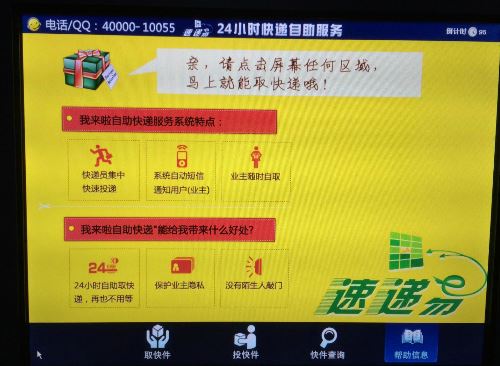 电话/QQ：40000-10055
速递易 24小时快递自助服务
倒计时 95
亲，请点击屏幕任何区域，
马上就能取快递哦！
我来啦自助快递服务系统特点：
快递员集中
快速投递
系统自动短信
通知用户(业主)
业主随时自取
我来啦自助快递"能给我带来什么好处?
24
24小时自助取快
递，再也不用等
保护业主隐私
没有陌生人敲门
速递易
取快件
投快件
快件查询
帮助信息